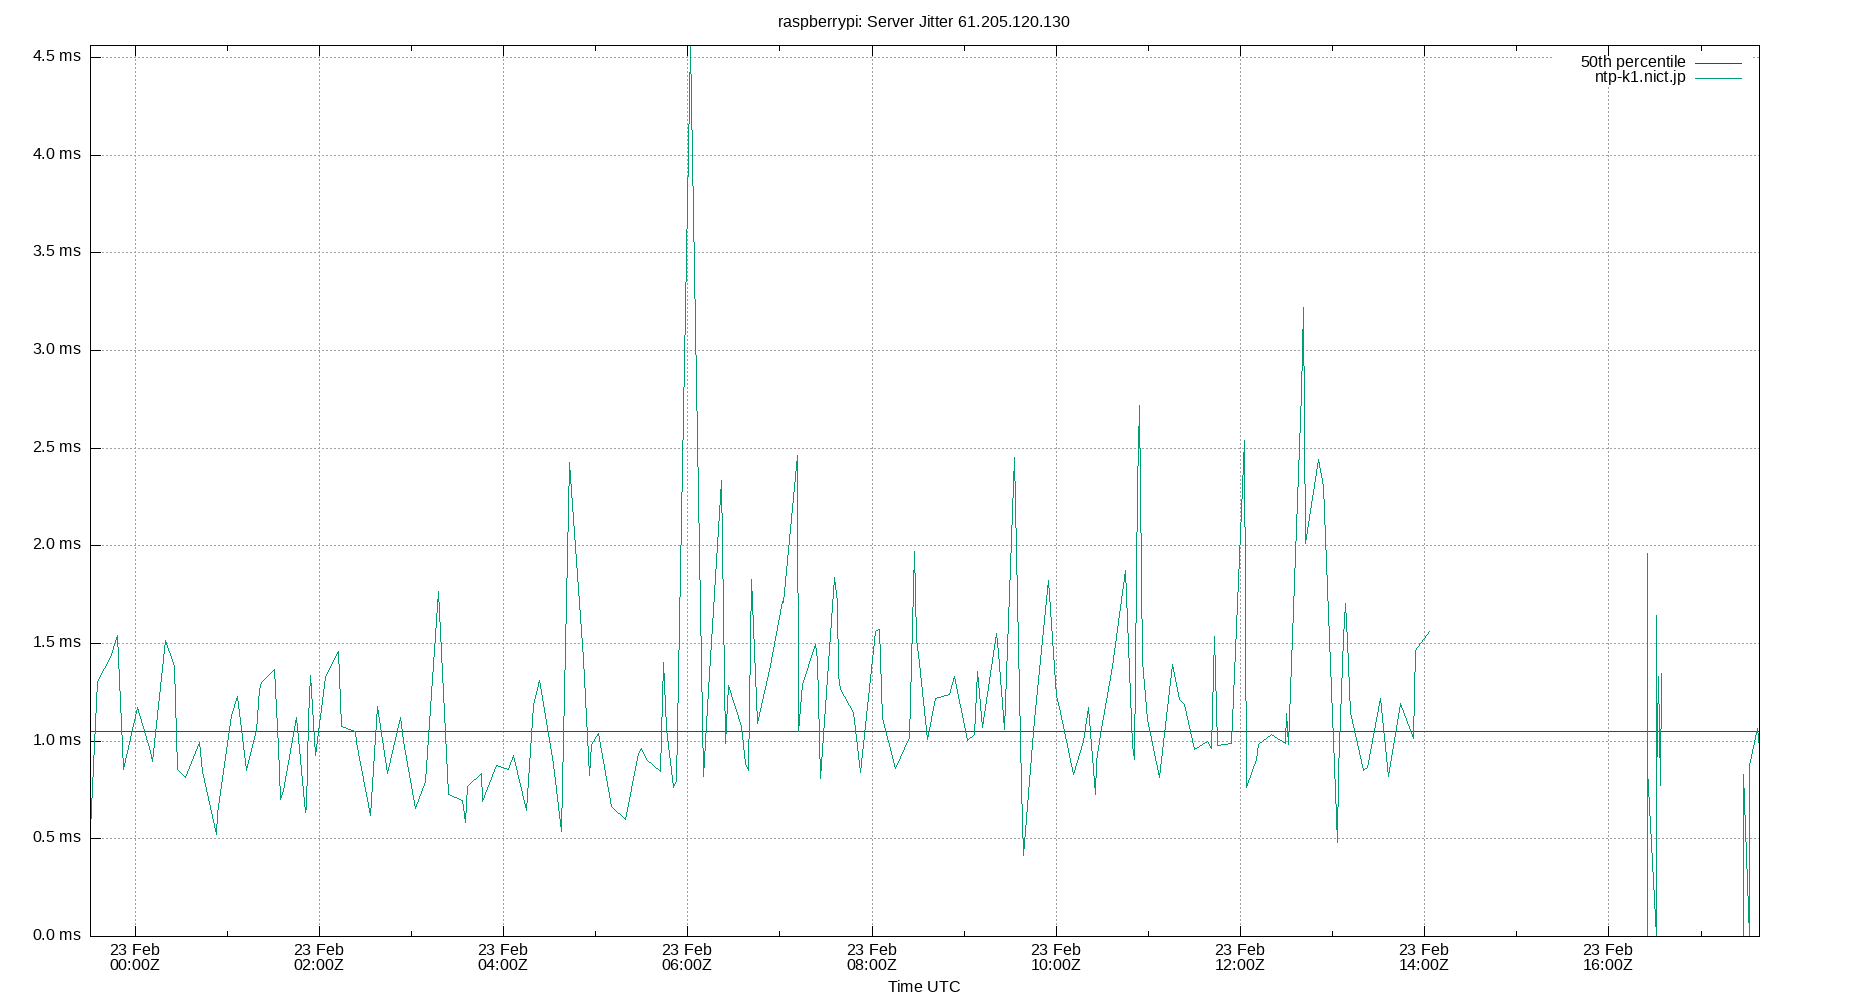 raspberrypi: Server Jitter 61.205.120.130
50th percentile
ntp-k1.nict.jp
4.5 ms
4.0 ms
3.5 ms
3.0 ms
2.5 ms
2.0 ms
1.5 ms
1.0 ms
0.5 ms
0.0 ms
23 Feb 23 Feb 23 Feb 23 Feb 23 Feb 23 Feb 23 Feb 23 Feb 23 Feb
00:00Z 02:00Z 04:00Z 06:00Z 08:00Z 10:00Z 12:00Z 14:00Z 16:00Z
Time UTC